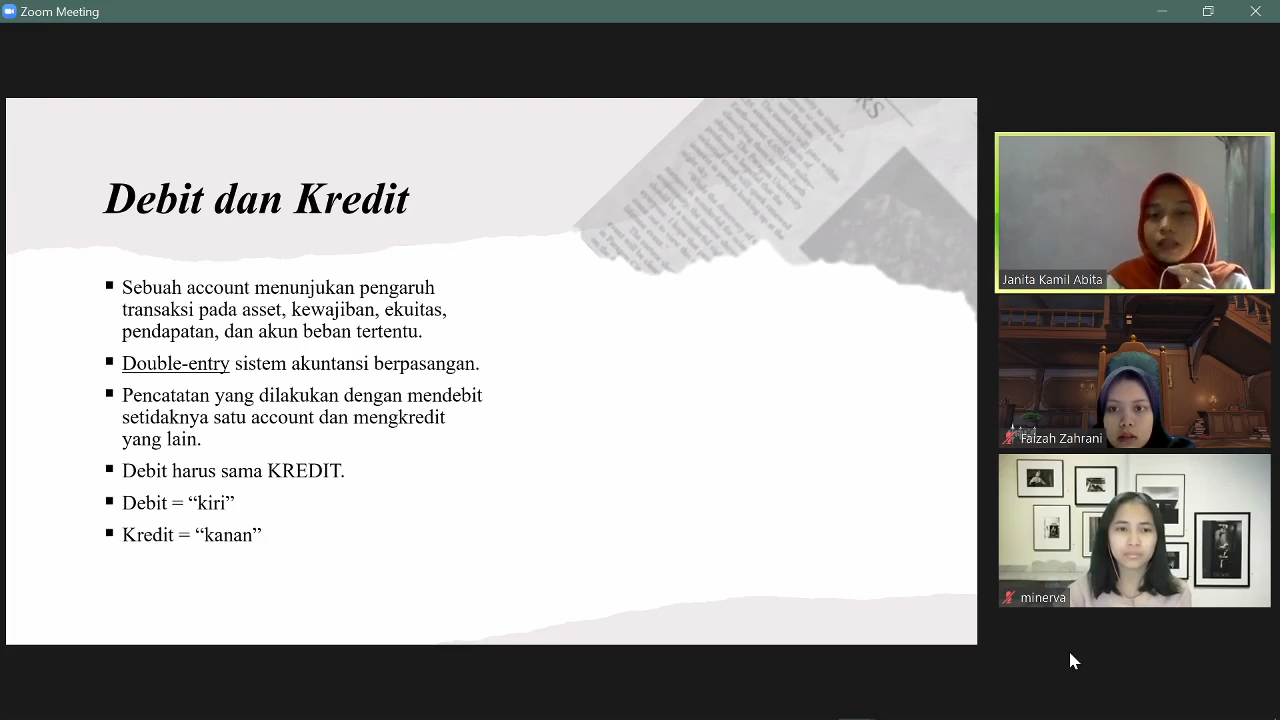 Zoom Meeting
Debit dan Kredit
Sebuah account menunjukan pengaruh
transaksi pada asset, kewajiban, ekuitas,
pendapatan, dan akun beban tertentu.
Double-entry sistem akuntansi berpasangan.
Pencatatan yang dilakukan dengan mendebit
setidaknya satu account dan mengkredit
yang lain.
Debit harus sama KREDIT.
Debit = “kiri”
Kredit = “kanan”
Janita Kamil Abita
Faizah Zahrani
minerva